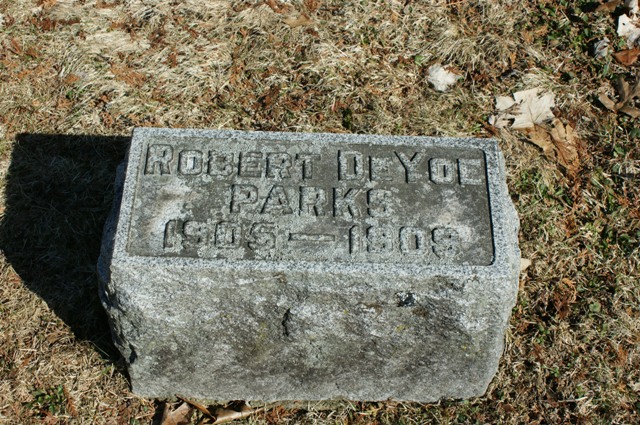 ROBERT DEYOE
PARKS
1905 — 1909